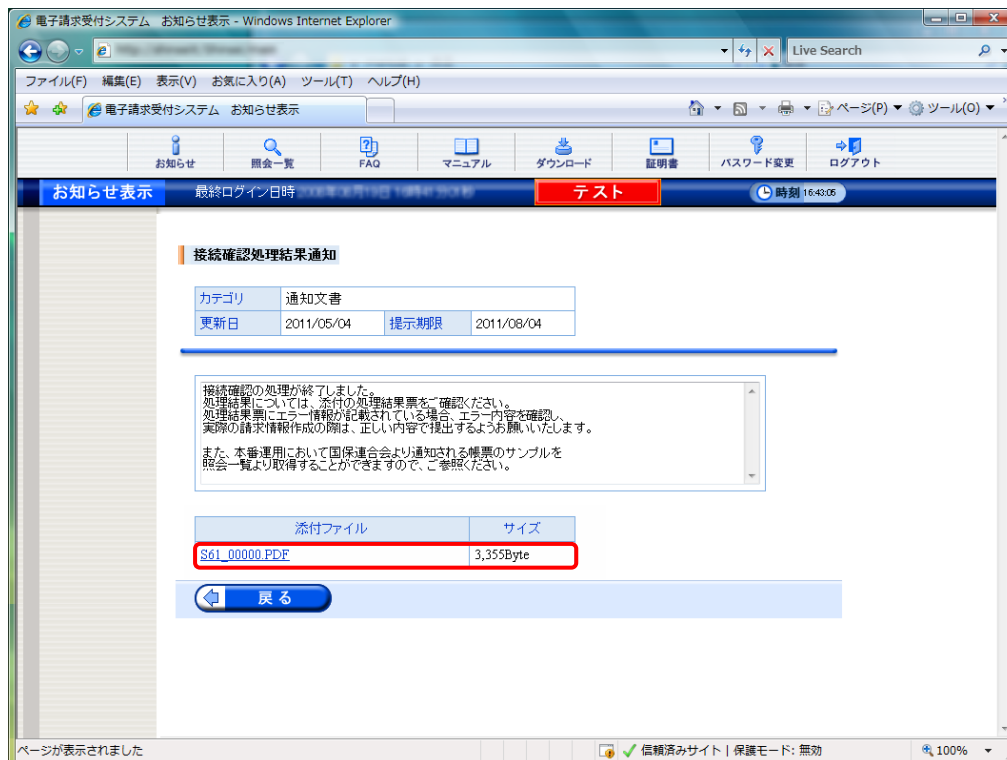 電子請求受付システム お知らせ表示 - Windows Internet Explorer
Live Search
ファイル(F) 編集(E) 表示(V) お気に入り(A) ツール(T) ヘルプ(H)
電子請求受付システム お知らせ表示
ページ(P) ツール(O)
お知らせ 照会一覧 FAQ マニュアル ダウンロード 証明書 パスワード変更 ログアウト
お知らせ表示 最終ログイン日時 テスト 時刻 16:43:05
接続確認処理結果通知
カテゴリ 通知文書
更新日 2011/05/04 提示期限 2011/08/04
接続確認の処理が終了しました。
処理結果については、添付の処理結果票をご確認ください。
処理結果票にエラー情報が記載されている場合、エラー内容を確認し、
実際の請求情報作成の際は、正しい内容で提出するようお願いいたします。
また、本番運用において国保連合会より通知される帳票のサンプルを
照会一覧より取得することができますので、ご参照ください。
添付ファイル サイズ
S61_00000.PDF 3,355Byte
戻る
ページが表示されました 信頼済みサイト | 保護モード: 無効 100%